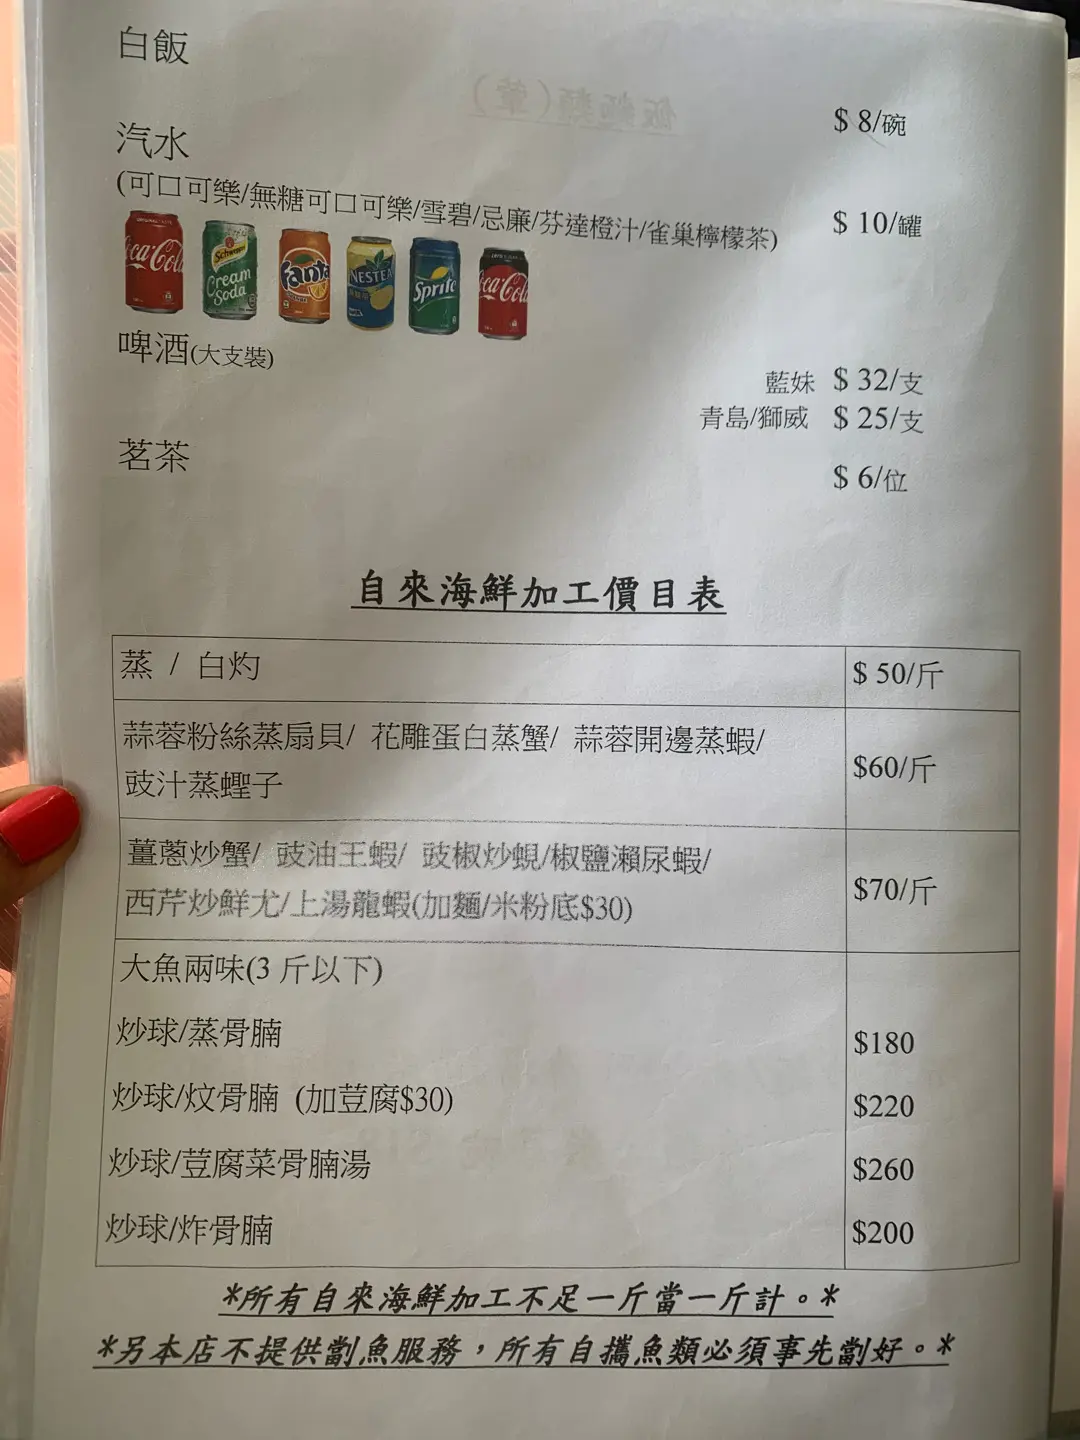 白飯
$ 8/碗
汽水
(可口可樂/無糖可口可樂/雪碧/忌廉/芬達橙汁/雀巢檸檬茶)
$ 10/罐
Coca-Cola
Schweppes
Cream Soda
Fanta
NESTEA
Sprite
Coca-Cola
啤酒(大支裝)
藍妹 $ 32/支
青島/獅威 $ 25/支
茗茶
$ 6/位
自來海鮮加工價目表
蒸 / 白灼 $ 50/斤
蒜蓉粉絲蒸扇貝/ 花雕蛋白蒸蟹/ 蒜蓉開邊蒸蝦/
豉汁蒸蟶子 $60/斤
薑蔥炒蟹/ 豉油王蝦/ 豉椒炒蜆/椒鹽瀨尿蝦/
西芹炒鮮尤/上湯龍蝦(加麵/米粉底$30) $70/斤
大魚兩味(3 斤以下)
炒球/蒸骨腩 $180
炒球/炆骨腩 (加荳腐$30) $220
炒球/荳腐菜骨腩湯 $260
炒球/炸骨腩 $200
*所有自來海鮮加工不足一斤當一斤計。*
*另本店不提供劏魚服務，所有自攜魚類必須事先劏好。*